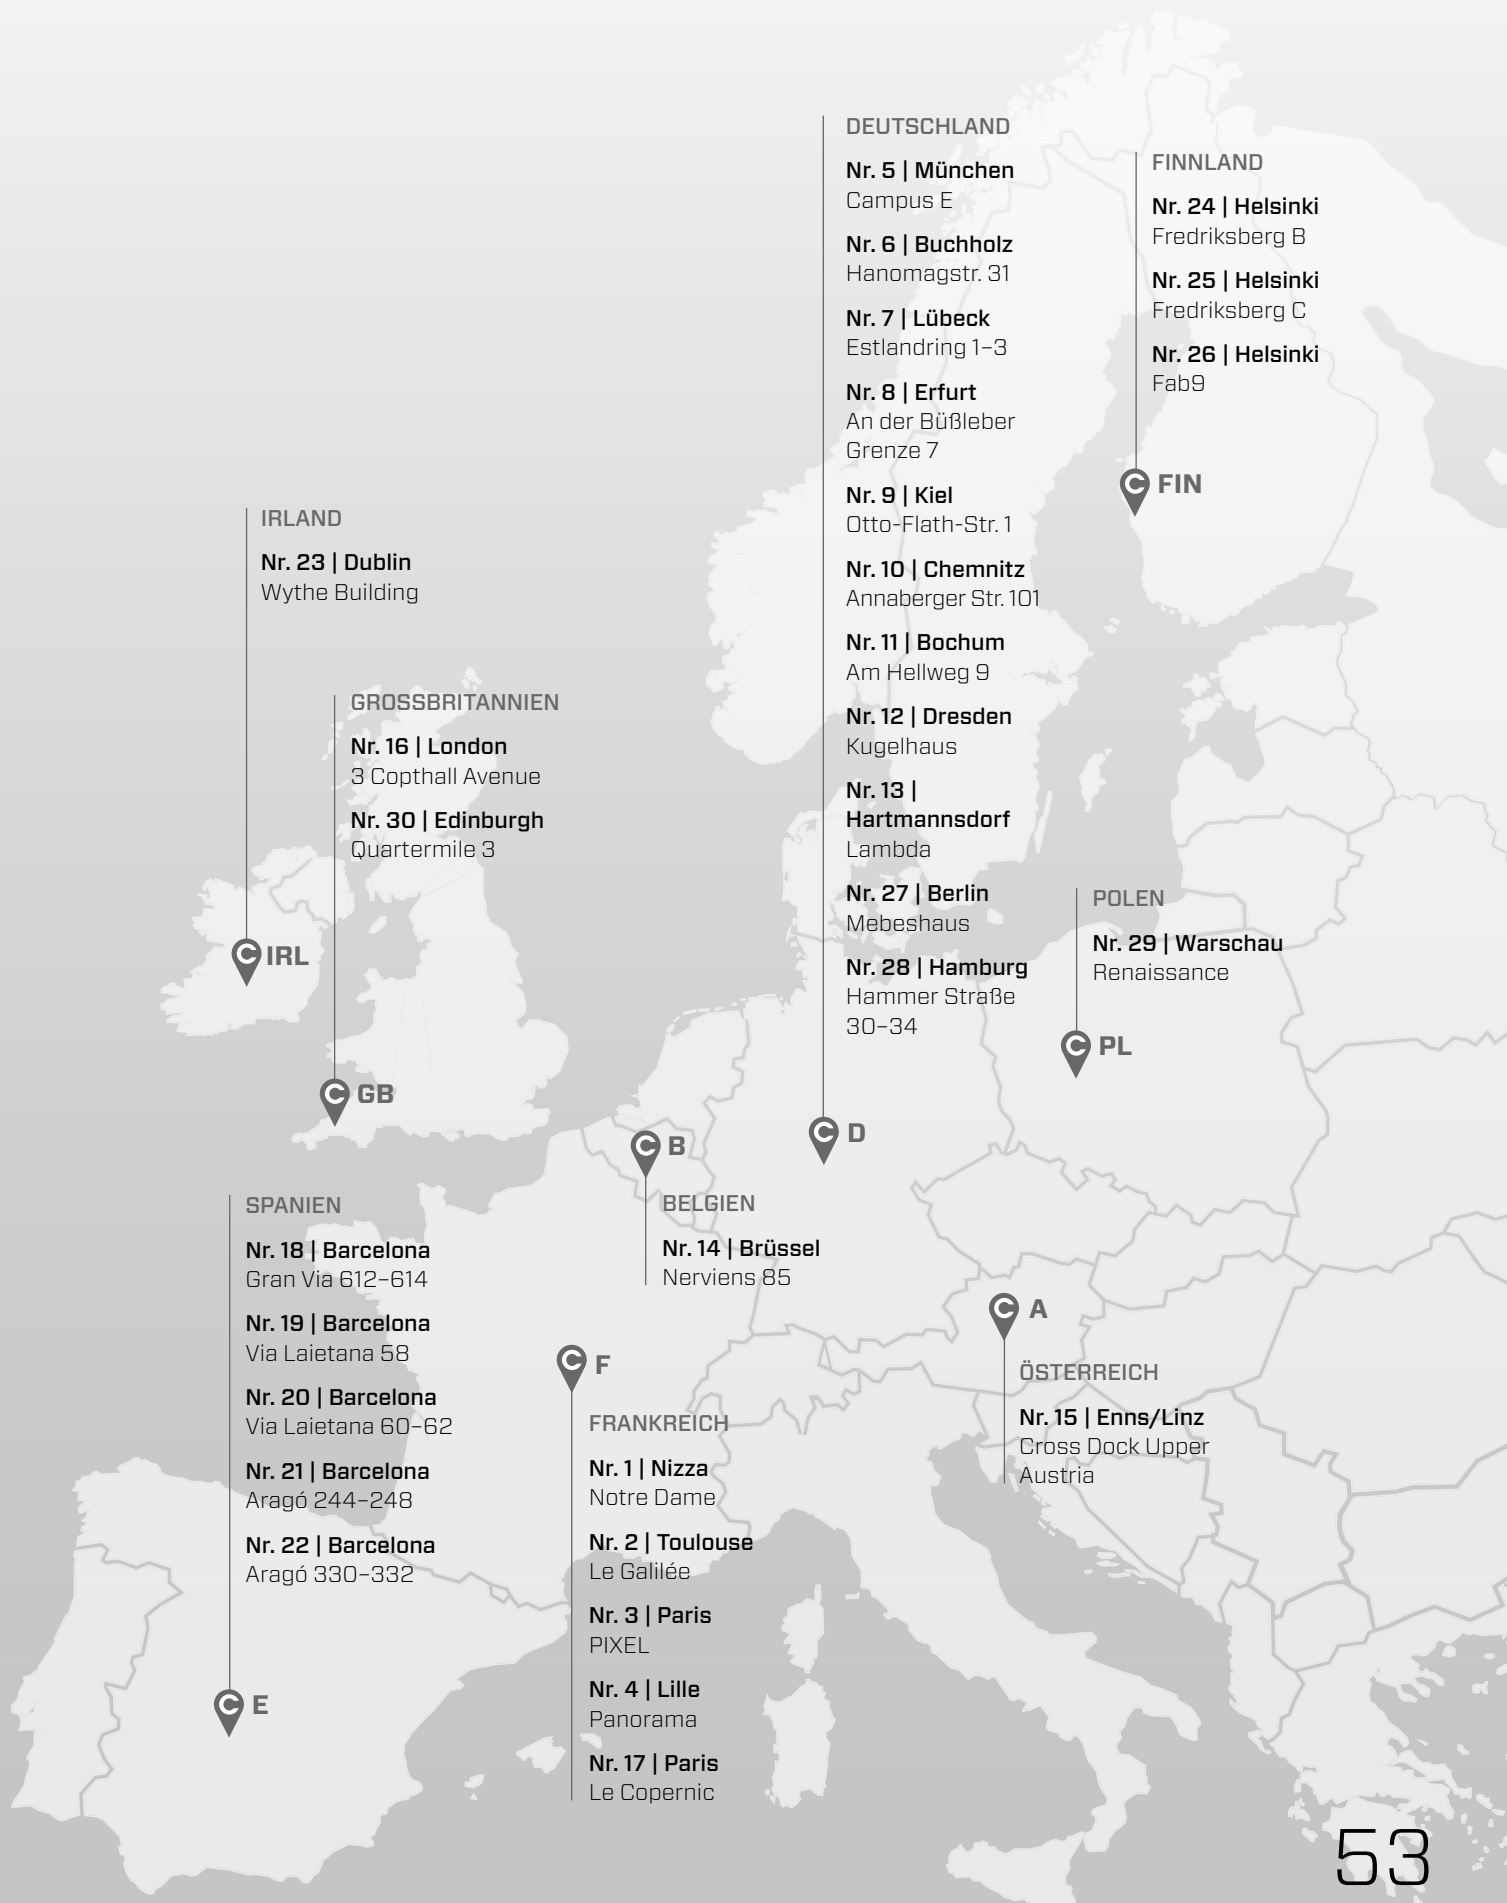 DEUTSCHLAND
Nr. 5 | München
Campus E
Nr. 6 | Buchholz
Hanomagstr. 31
Nr. 7 | Lübeck
Estlandring 1–3
Nr. 8 | Erfurt
An der Büßleber
Grenze 7
Nr. 9 | Kiel
Otto-Flath-Str. 1
Nr. 10 | Chemnitz
Annaberger Str. 101
Nr. 11 | Bochum
Am Hellweg 9
Nr. 12 | Dresden
Kugelhaus
Nr. 13 |
Hartmannsdorf
Lambda
Nr. 27 | Berlin
Mebeshaus
Nr. 28 | Hamburg
Hammer Straße
30–34
C D
FINNLAND
Nr. 24 | Helsinki
Fredriksberg B
Nr. 25 | Helsinki
Fredriksberg C
Nr. 26 | Helsinki
Fab9
C FIN
IRLAND
Nr. 23 | Dublin
Wythe Building
C IRL
GROSSBRITANNIEN
Nr. 16 | London
3 Copthall Avenue
Nr. 30 | Edinburgh
Quartermile 3
C GB
POLEN
Nr. 29 | Warschau
Renaissance
C PL
C B
BELGIEN
Nr. 14 | Brüssel
Nerviens 85
SPANIEN
Nr. 18 | Barcelona
Gran Via 612–614
Nr. 19 | Barcelona
Via Laietana 58
Nr. 20 | Barcelona
Via Laietana 60–62
Nr. 21 | Barcelona
Aragó 244–248
Nr. 22 | Barcelona
Aragó 330–332
C E
C F
FRANKREICH
Nr. 1 | Nizza
Notre Dame
Nr. 2 | Toulouse
Le Galilée
Nr. 3 | Paris
PIXEL
Nr. 4 | Lille
Panorama
Nr. 17 | Paris
Le Copernic
C A
ÖSTERREICH
Nr. 15 | Enns/Linz
Cross Dock Upper
Austria
53